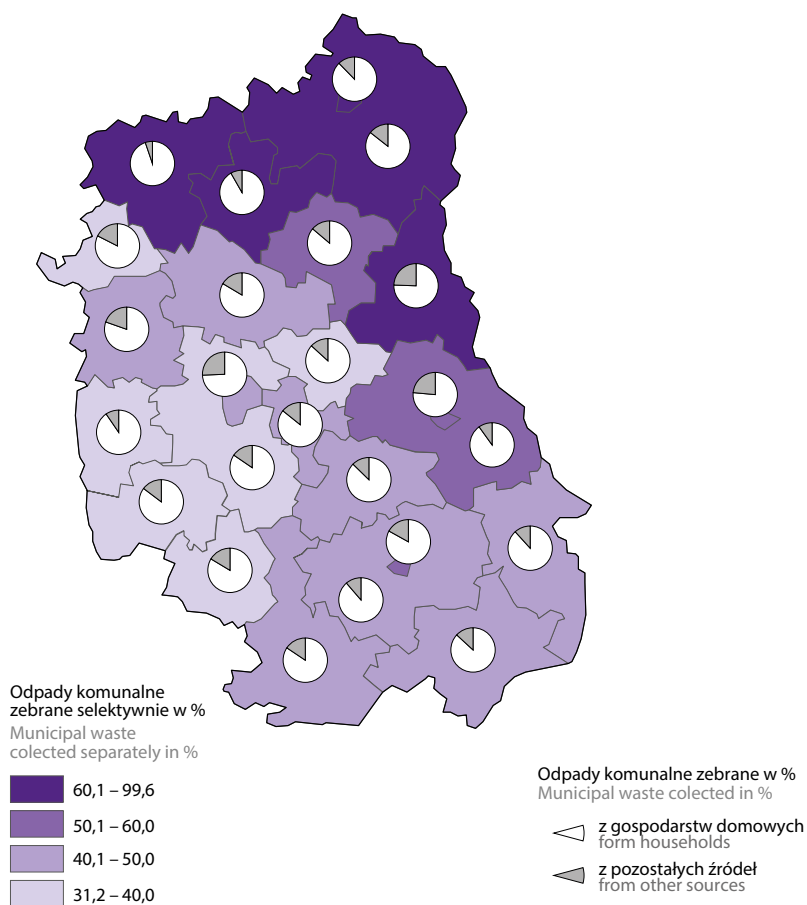 Odpady komunalne
zebrane selektywnie w %
Municipal waste
colected separately in %
60,1 – 99,6
50,1 – 60,0
40,1 – 50,0
31,2 – 40,0
Odpady komunalne zebrane w %
Municipal waste colected in %
z gospodarstw domowych
form households
z pozostałych źródeł
from other sources